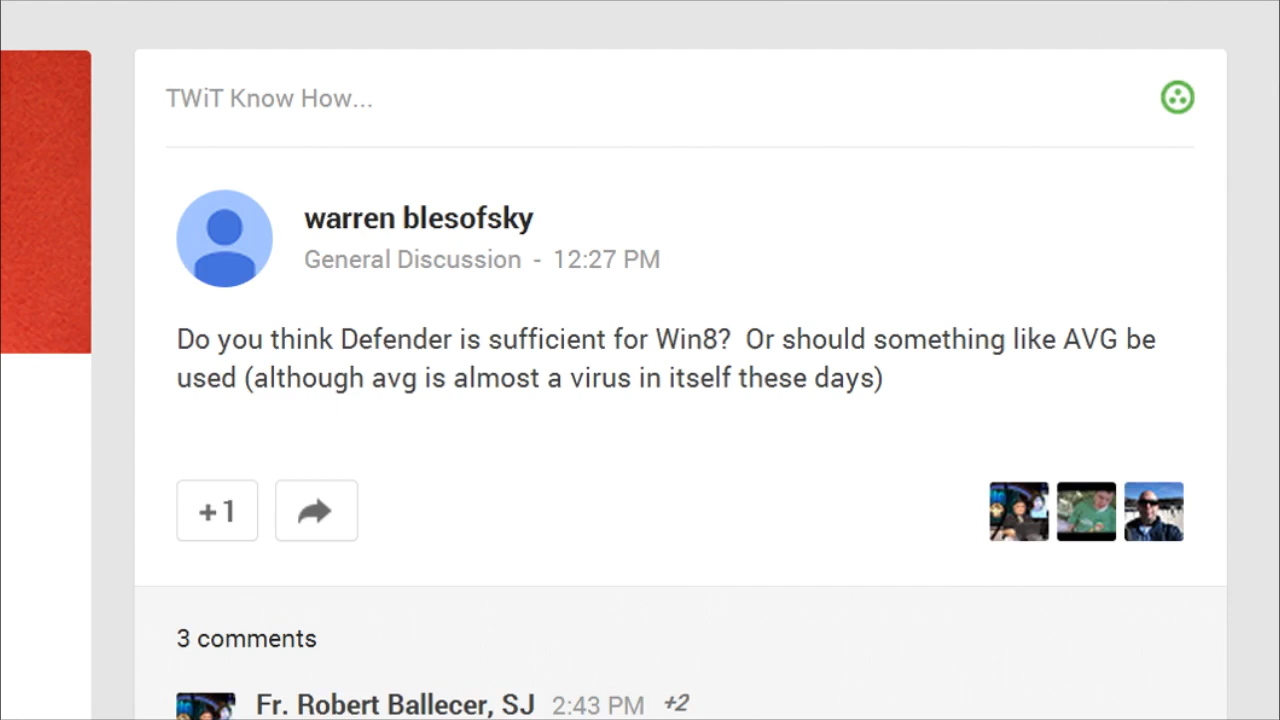 TWiT Know How...
warren blesofsky
General Discussion - 12:27 PM
Do you think Defender is sufficient for Win8?  Or should something like AVG be
used (although avg is almost a virus in itself these days)
+1
3 comments
Fr. Robert Ballecer, SJ 2:43 PM +2